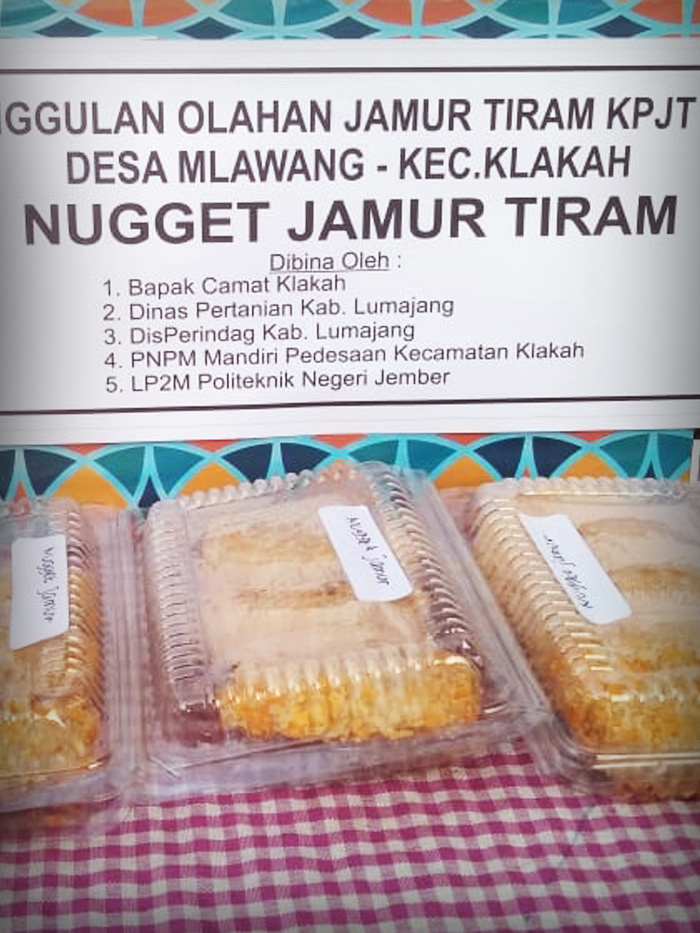 GGULAN OLAHAN JAMUR TIRAM KPJT
DESA MLAWANG - KEC.KLAKAH
NUGGET JAMUR TIRAM
Dibina Oleh :
1. Bapak Camat Klakah
2. Dinas Pertanian Kab. Lumajang
3. DisPerindag Kab. Lumajang
4. PNPM Mandiri Pedesaan Kecamatan Klakah
5. LP2M Politeknik Negeri Jember
Nugget jamur
Nugget jamur
Nugget jamur